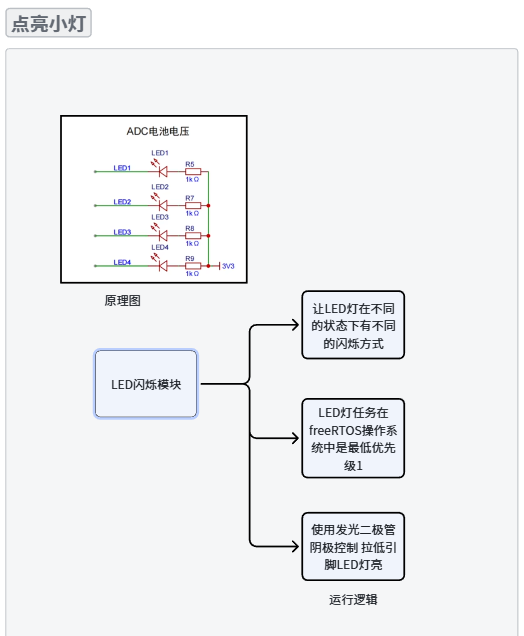 点亮小灯
ADC电池电压
LED1
LED1
R5
1kΩ
LED2
LED2
R7
1kΩ
LED3
LED3
R8
1kΩ
LED4
LED4
R9
1kΩ
3V3
原理图
让LED灯在不同
的状态下有不同
的闪烁方式
LED闪烁模块
LED灯任务在
freeRTOS操作系
统中是最低优先
级1
使用发光二极管
阴极控制 拉低引
脚LED灯亮
运行逻辑